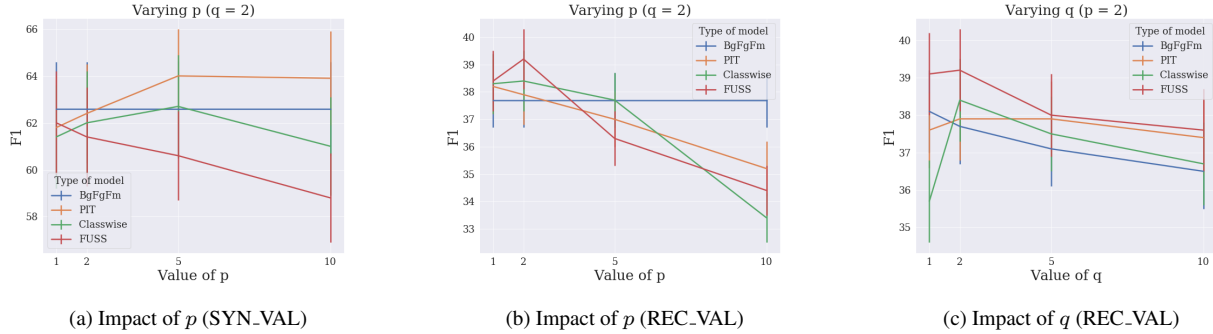 Varying p (q = 2)
F1
66
64
62
60
58
Type of model
BgFgFm
PIT
Classwise
FUSS
1
2
5
10
Value of p
(a) Impact of p (SYN_VAL)
Varying p (q = 2)
F1
40
39
38
37
36
35
34
33
Type of model
BgFgFm
PIT
Classwise
FUSS
1
2
5
10
Value of p
(b) Impact of p (REC_VAL)
Varying q (p = 2)
F1
40
39
38
37
36
35
Type of model
BgFgFm
PIT
Classwise
FUSS
1
2
5
10
Value of q
(c) Impact of q (REC_VAL)